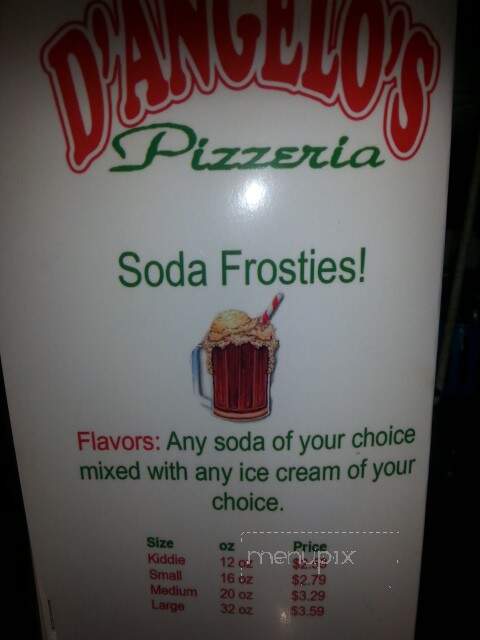 D'ANGELO'S
Pizzeria
Soda Frosties!
Flavors: Any soda of your choice
mixed with any ice cream of your
choice.
Size oz Price
Kiddie 12 oz
Small 16 oz $2.79
Medium 20 oz $3.29
Large 32 oz $3.59
menupix